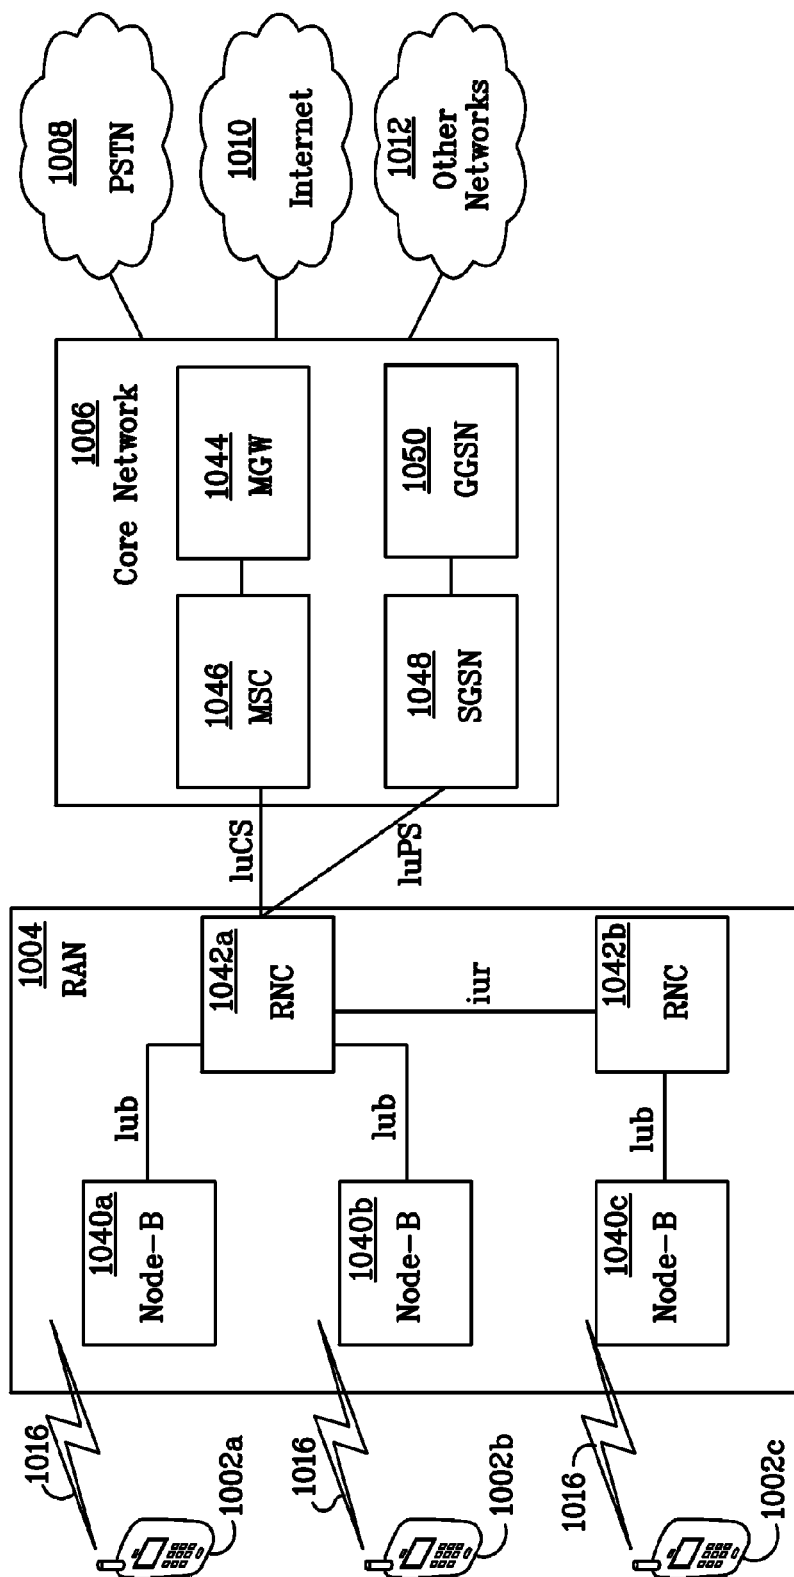 1016
1002a
1016
1002b
1016
1002c
1004
RAN
1040a
Node-B
1040b
Node-B
1040c
Node-B
lub
lub
lub
1042a
RNC
iur
1042b
RNC
luCS
luPS
1006
Core Network
1046
MSC
1044
MGW
1048
SGSN
1050
GGSN
1008
PSTN
1010
Internet
1012
Other
Networks